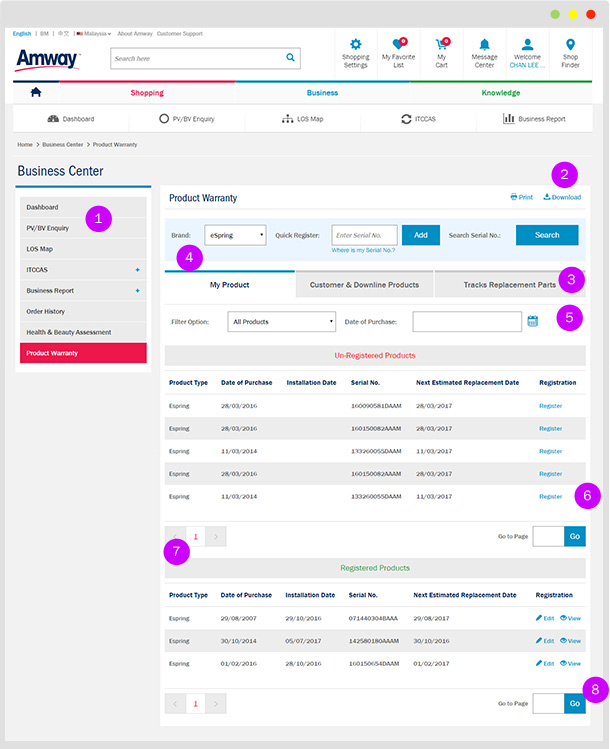 English | BM | 中文 | Malaysia About Amway Customer Support
Amway
Search here
Shopping Settings
My Favorite List
0
My Cart
0
Message Center
Welcome CHAN LEE...
Shop Finder
Shopping Business Knowledge
Dashboard PV/BV Enquiry LOS Map ITCCAS Business Report
Home > Business Center > Product Warranty
Business Center
1
Dashboard
PV/BV Enquiry
LOS Map
ITCCAS +
Business Report +
Order History
Health & Beauty Assessment
Product Warranty
2
Product Warranty Print Download
Brand: eSpring Quick Register: Enter Serial No. Add Search Serial No.: Search
Where is my Serial No.?
4
3
My Product Customer & Downline Products Tracks Replacement Parts
5
Filter Option: All Products Date of Purchase:
Un-Registered Products
Product Type Date of Purchase Installation Date Serial No. Next Estimated Replacement Date Registration
Espring 28/03/2016 160090581DAAM 28/03/2017 Register
Espring 28/03/2016 160150082AAAM 28/03/2017 Register
Espring 11/03/2014 133260055DAAM 11/03/2017 Register
Espring 28/03/2016 160150082AAAM 28/03/2017 Register
Espring 11/03/2014 133260055DAAM 11/03/2017 Register
6
< 1 > Go to Page Go
7
Registered Products
Product Type Date of Purchase Installation Date Serial No. Next Estimated Replacement Date Registration
Espring 29/08/2007 29/10/2016 071440304BAAA 29/08/2017 Edit View
Espring 30/10/2014 05/07/2017 142580180AAAM 30/10/2016 Edit View
Espring 01/02/2016 28/10/2016 160150654DAAM 01/02/2017 Edit View
8
< 1 > Go to Page Go